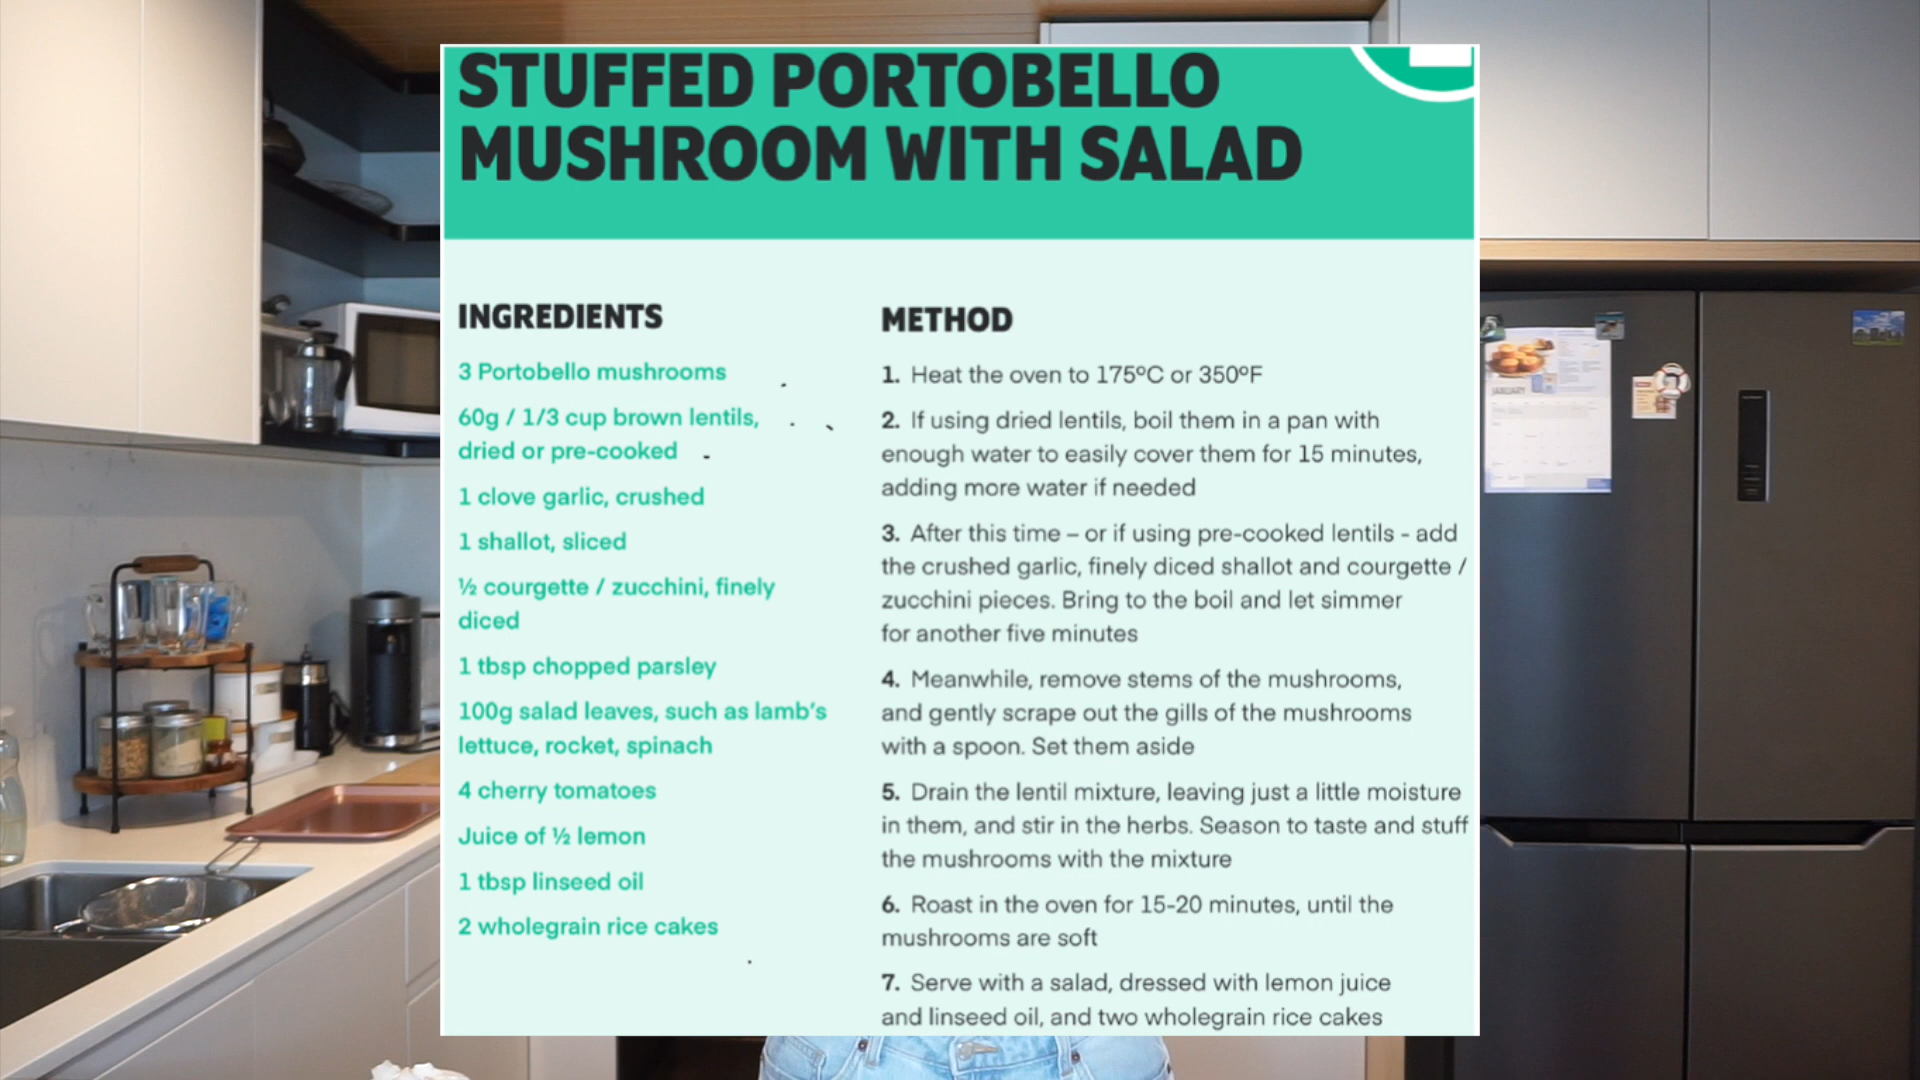 STUFFED PORTOBELLO
MUSHROOM WITH SALAD
INGREDIENTS
3 Portobello mushrooms
60g / 1/3 cup brown lentils,
dried or pre-cooked
1 clove garlic, crushed
1 shallot, sliced
½ courgette / zucchini, finely
diced
1 tbsp chopped parsley
100g salad leaves, such as lamb's
lettuce, rocket, spinach
4 cherry tomatoes
Juice of ½ lemon
1 tbsp linseed oil
2 wholegrain rice cakes
METHOD
1. Heat the oven to 175ºC or 350ºF
2. If using dried lentils, boil them in a pan with
enough water to easily cover them for 15 minutes,
adding more water if needed
3. After this time – or if using pre-cooked lentils - add
the crushed garlic, finely diced shallot and courgette /
zucchini pieces. Bring to the boil and let simmer
for another five minutes
4. Meanwhile, remove stems of the mushrooms,
and gently scrape out the gills of the mushrooms
with a spoon. Set them aside
5. Drain the lentil mixture, leaving just a little moisture
in them, and stir in the herbs. Season to taste and stuff
the mushrooms with the mixture
6. Roast in the oven for 15-20 minutes, until the
mushrooms are soft
7. Serve with a salad, dressed with lemon juice
and linseed oil, and two wholegrain rice cakes
JANUARY